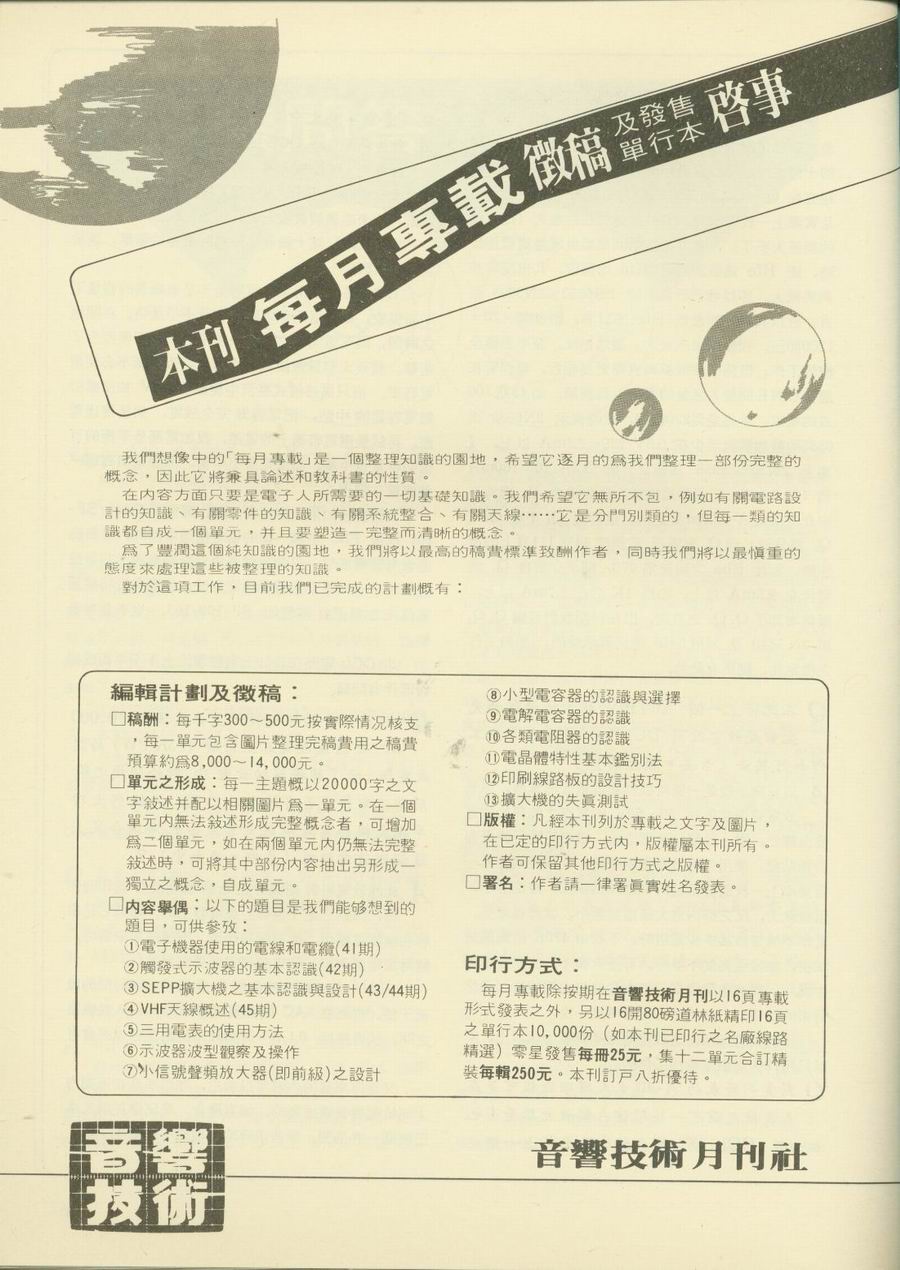 本刊 每月專載 徵稿 及發售單行本 啓事
我們想像中的「每月專載」是一個整理知識的園地，希望它逐月的為我們整理一部份完整的
概念，因此它將兼具論述和教科書的性質。
在內容方面只要是電子人所需要的一切基礎知識。我們希望它無所不包，例如有關電路設
計的知識、有關零件的知識、有關系統整合、有關天線……它是分門別類的，但每一類的知
識都自成一個單元，并且要塑造一完整而清晰的概念。
為了豐潤這個純知識的園地，我們將以最高的稿費標準致酬作者，同時我們將以最慎重的
態度來處理這些被整理的知識。
對於這項工作，目前我們已完成的計劃概有：
編輯計劃及徵稿：
□稿酬：每千字300～500元按實際情況核支
，每一單元包含圖片整理完稿費用之稿費
預算約為8,000～14,000元。
□單元之形成：每一主題概以20000字之文
字敍述并配以相關圖片為一單元。在一個
單元內無法敍述形成完整概念者，可增加
為二個單元，如在兩個單元內仍無法完整
敍述時，可將其中部份內容抽出另形成一
獨立之概念，自成單元。
□內容舉偶：以下的題目是我們能够想到的
題目，可供參攷：
①電子機器使用的電線和電纜(41期)
②觸發式示波器的基本認識(42期)
③SEPP擴大機之基本認識與設計(43/44期)
④VHF天線概述(45期)
⑤三用電表的使用方法
⑥示波器波型觀察及操作
⑦小信號聲頻放大器(即前級)之設計
⑧小型電容器的認識與選擇
⑨電解電容器的認識
⑩各類電阻器的認識
⑪電晶體特性基本鑑別法
⑫印刷線路板的設計技巧
⑬擴大機的失眞測試
□版權：凡經本刊列於專載之文字及圖片，
在已定的印行方式內，版權屬本刊所有。
作者可保留其他印行方式之版權。
□署名：作者請一律署眞實姓名發表。
印行方式：
每月專載除按期在音響技術月刊以16頁專載
形式發表之外，另以16開80磅道林紙精印16頁
之單行本10,000份（如本刊已印行之名廠線路
精選）零星發售每冊25元，集十二單元合訂精
裝每輯250元。本刊訂戶八折優待。
音響
技術
音響技術月刊社